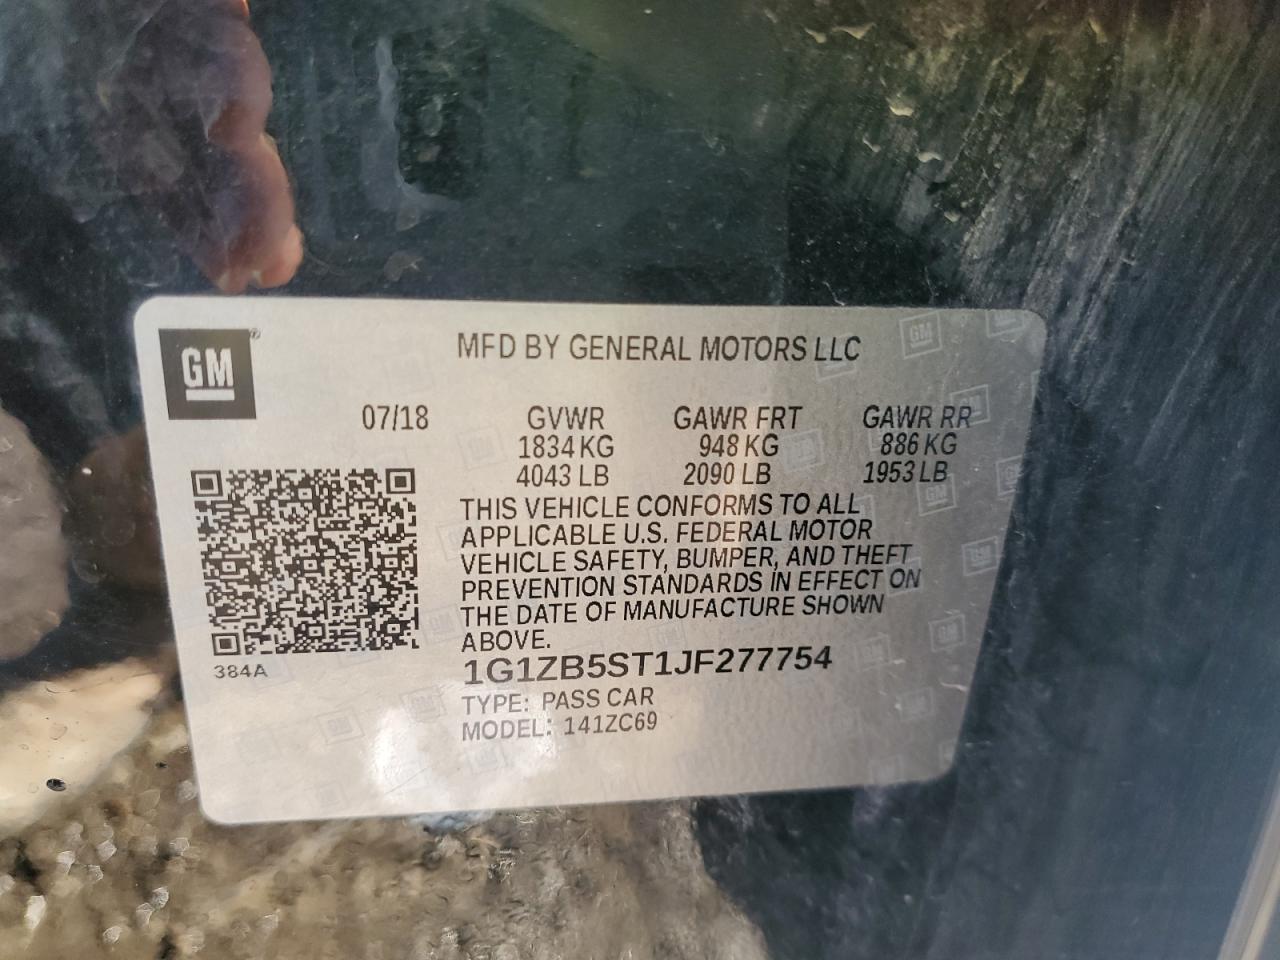 GM®
MFD BY GENERAL MOTORS LLC
07/18 GVWR GAWR FRT GAWR RR
1834 KG 948 KG 886 KG
4043 LB 2090 LB 1953 LB
THIS VEHICLE CONFORMS TO ALL
APPLICABLE U.S. FEDERAL MOTOR
VEHICLE SAFETY, BUMPER, AND THEFT
PREVENTION STANDARDS IN EFFECT ON
THE DATE OF MANUFACTURE SHOWN
ABOVE.
384A
1G1ZB5ST1JF277754
TYPE: PASS CAR
MODEL: 141ZC69